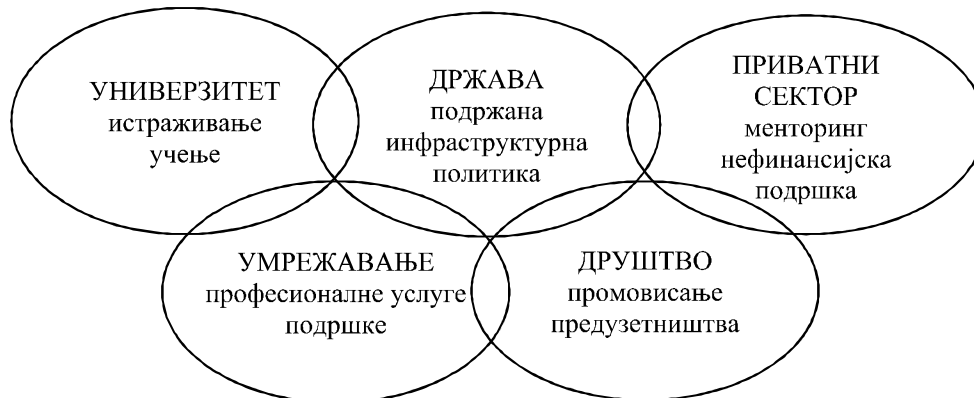 УНИВЕРЗИТЕТ
истраживање
учење
ДРЖАВА
подржана
инфраструктурна
политика
ПРИВАТНИ
СЕКТОР
менторинг
нефинансијска
подршка
УМРЕЖАВАЊЕ
професионалне услуге
подршке
ДРУШТВО
промовисање
предузетништва